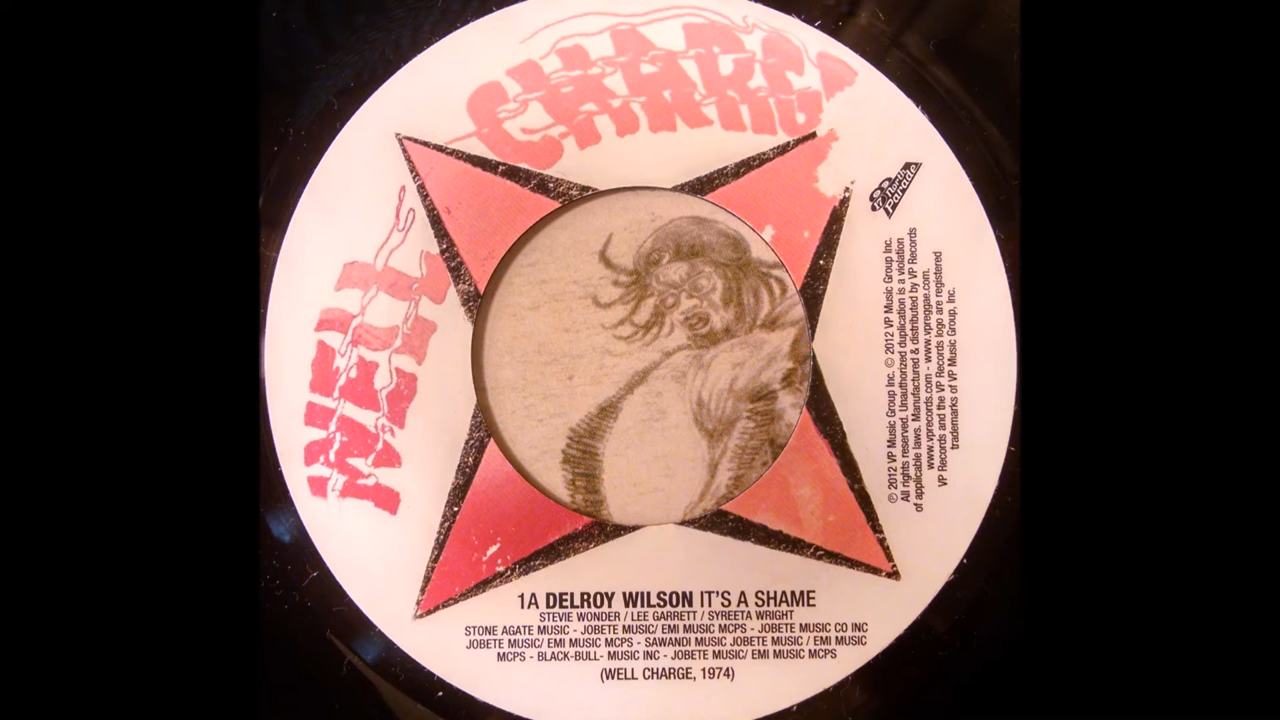 WELL CHARGE
17 North Parade
℗ 2012 VP Music Group Inc. © 2012 VP Music Group Inc.
All rights reserved. Unauthorized duplication is a violation
of applicable laws. Manufactured & distributed by VP Records
www.vprecords.com - www.vpreggae.com.
VP Records and the VP Records logo are registered
trademarks of VP Music Group, Inc.
1A DELROY WILSON IT'S A SHAME
STEVIE WONDER / LEE GARRETT / SYREETA WRIGHT
STONE AGATE MUSIC - JOBETE MUSIC/ EMI MUSIC MCPS - JOBETE MUSIC CO INC
JOBETE MUSIC/ EMI MUSIC MCPS - SAWANDI MUSIC JOBETE MUSIC / EMI MUSIC
MCPS - BLACK-BULL- MUSIC INC - JOBETE MUSIC/ EMI MUSIC MCPS
(WELL CHARGE, 1974)